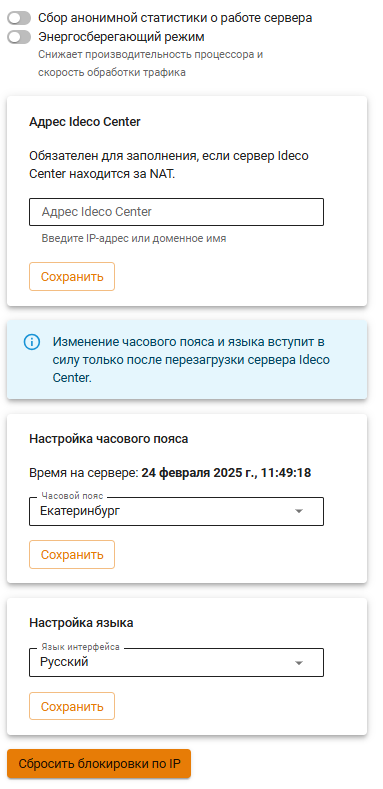 Сбор анонимной статистики о работе сервера
Энергосберегающий режим
Снижает производительность процессора и
скорость обработки трафика
Адрес Ideco Center
Обязателен для заполнения, если сервер Ideco
Center находится за NAT.
Адрес Ideco Center
Введите IP-адрес или доменное имя
Сохранить
Изменение часового пояса и языка вступит в
силу только после перезагрузки сервера Ideco
Center.
Настройка часового пояса
Время на сервере: 24 февраля 2025 г., 11:49:18
Часовой пояс
Екатеринбург
Сохранить
Настройка языка
Язык интерфейса
Русский
Сохранить
Сбросить блокировки по IP